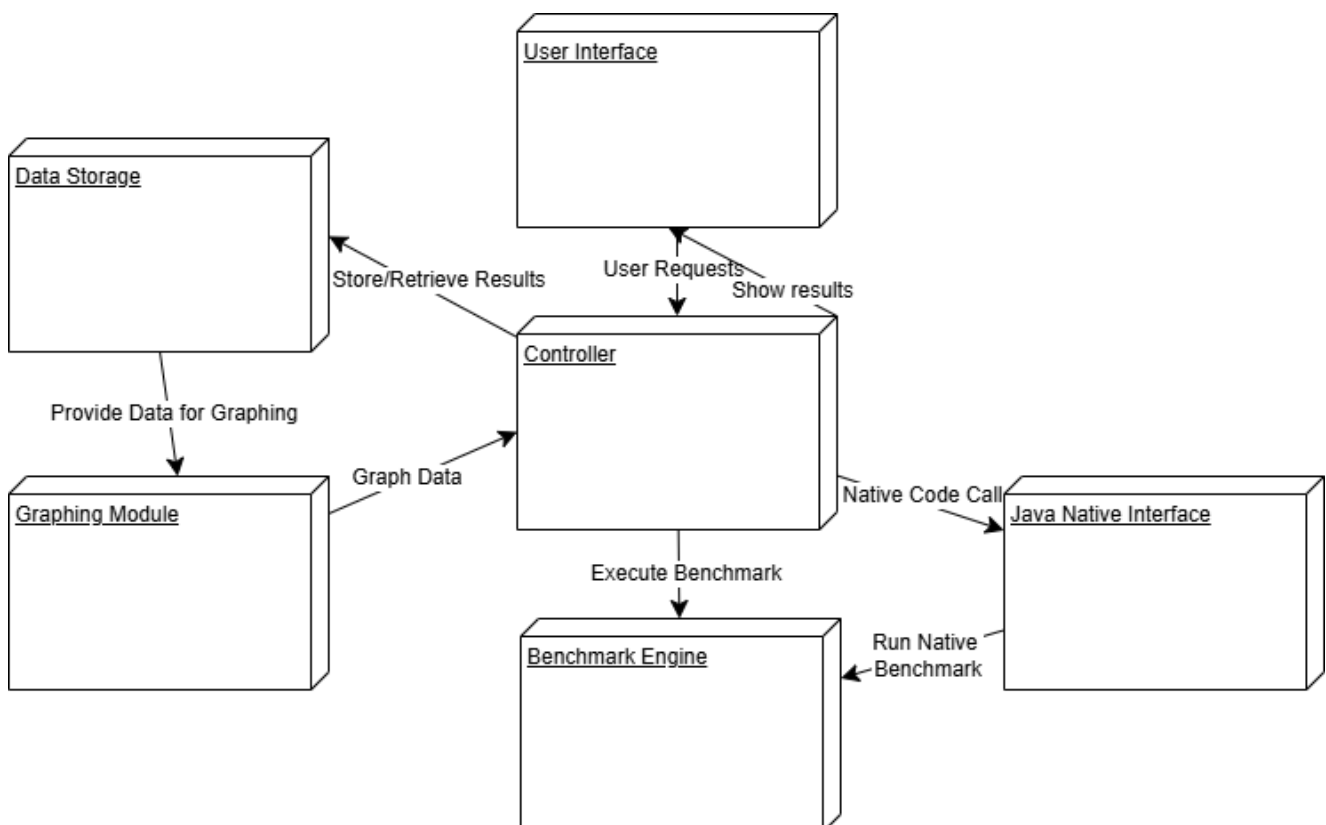 User Interface
Data Storage
User Requests
Store/Retrieve Results
Show results
Controller
Provide Data for Graphing
Graph Data
Native Code Call
Graphing Module
Java Native Interface
Execute Benchmark
Run Native
Benchmark
Benchmark Engine